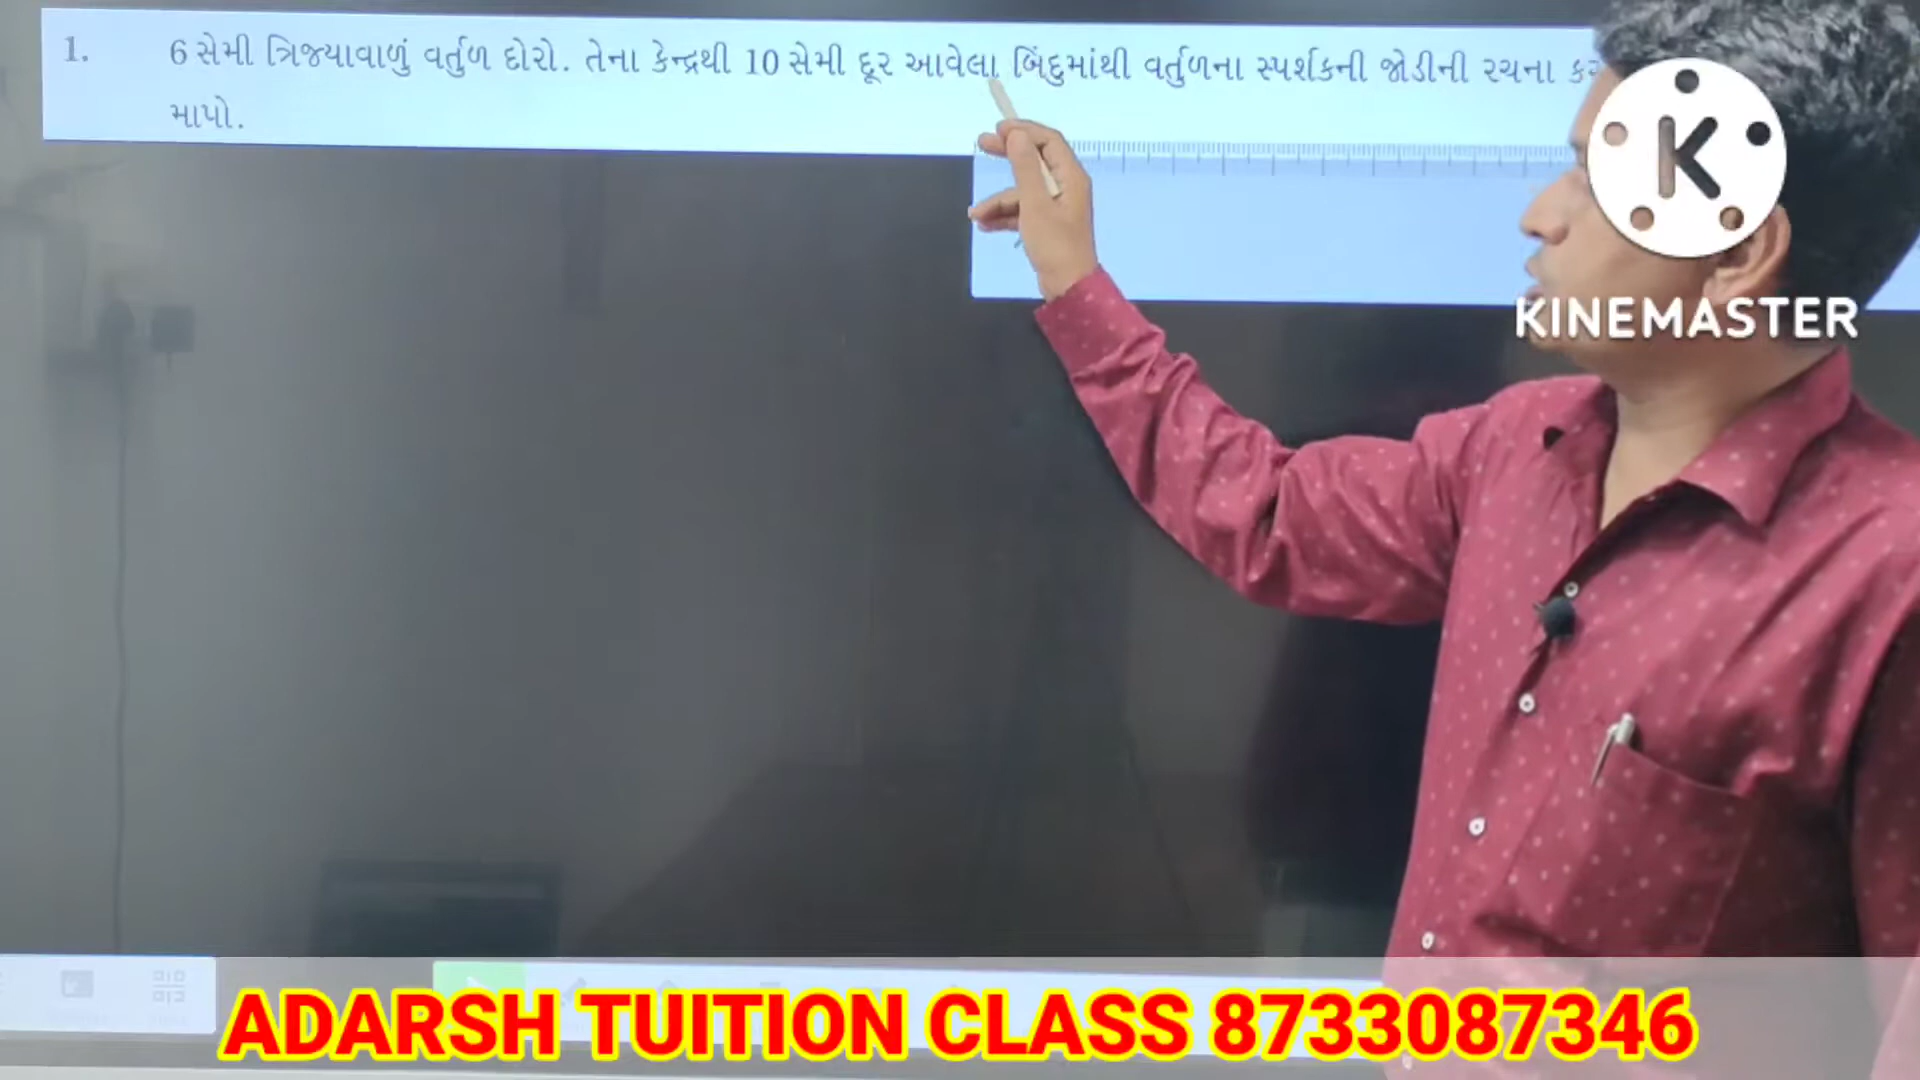 1. 6 સેમી ત્રિજ્યાવાળું વર્તુળ દોરો. તેના કેન્દ્રથી 10 સેમી દૂર આવેલા બિંદુમાંથી વર્તુળના સ્પર્શકની જોડીની રચના
માપો.
K
KINEMASTER
ADARSH TUITION CLASS 8733087346